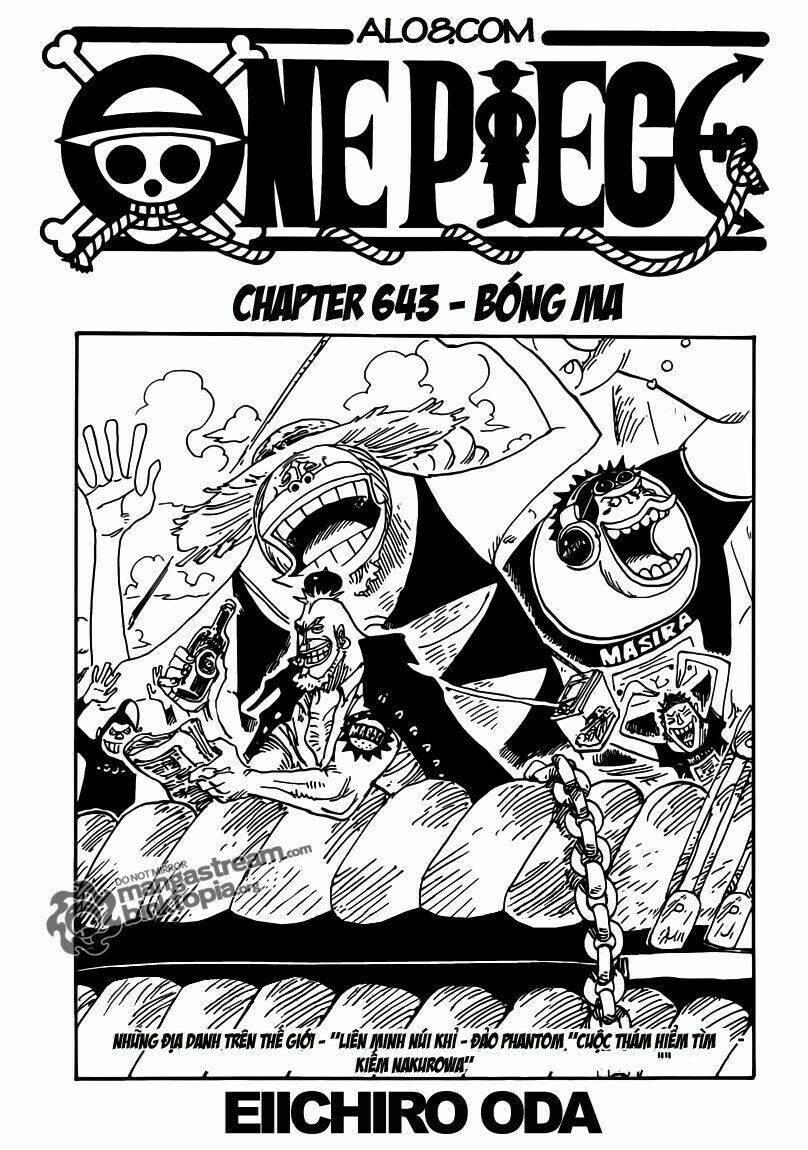 ALO8.COM
ONE PIECE
CHAPTER 643 - BÓNG MA
MASIRA
DO NOT MIRROR
mangastream.com
binktopia.org
NHỮNG ĐỊA DANH TRÊN THẾ GIỚI - "LIÊN MINH NÚI KHỈ - ĐẢO PHANTOM "CUỘC THÁM HIỂM TÌM
KIẾM NAKUROWA"
EIICHIRO ODA